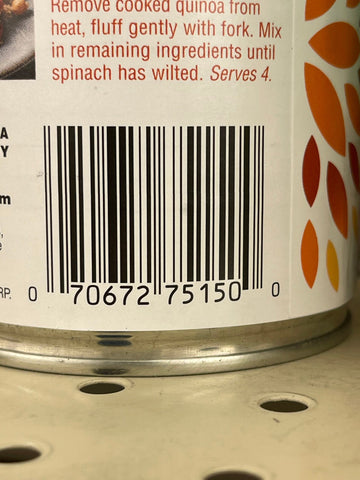 Remove cooked quinoa from
heat, fluff gently with fork. Mix
in remaining ingredients until
spinach has wilted. Serves 4.
A
Y
m
RP.
0 70672 75150 0